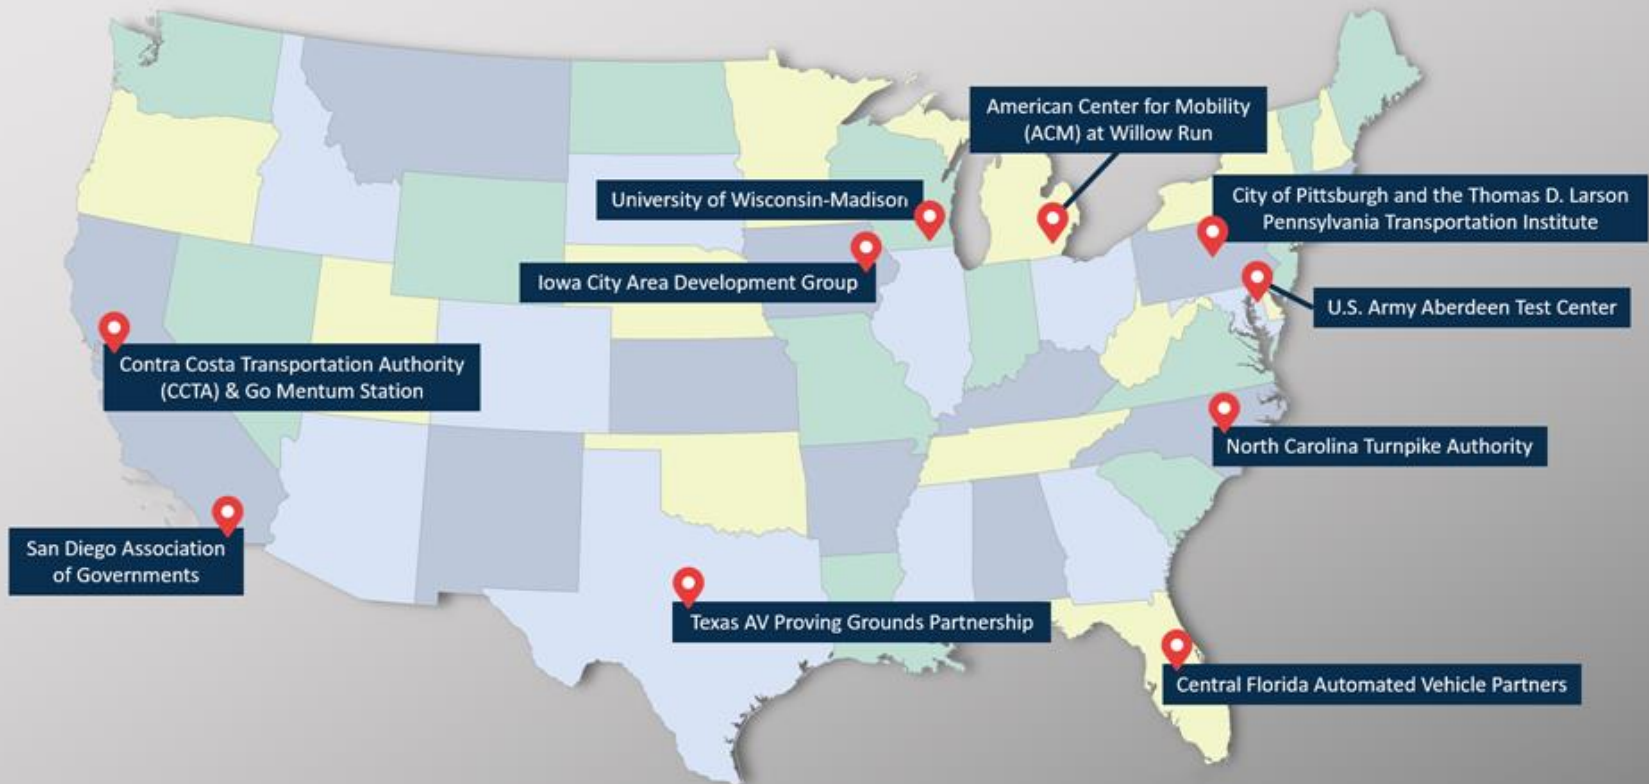 American Center for Mobility
(ACM) at Willow Run
University of Wisconsin-Madison
City of Pittsburgh and the Thomas D. Larson
Pennsylvania Transportation Institute
Iowa City Area Development Group
U.S. Army Aberdeen Test Center
Contra Costa Transportation Authority
(CCTA) & Go Mentum Station
North Carolina Turnpike Authority
San Diego Association
of Governments
Texas AV Proving Grounds Partnership
Central Florida Automated Vehicle Partners